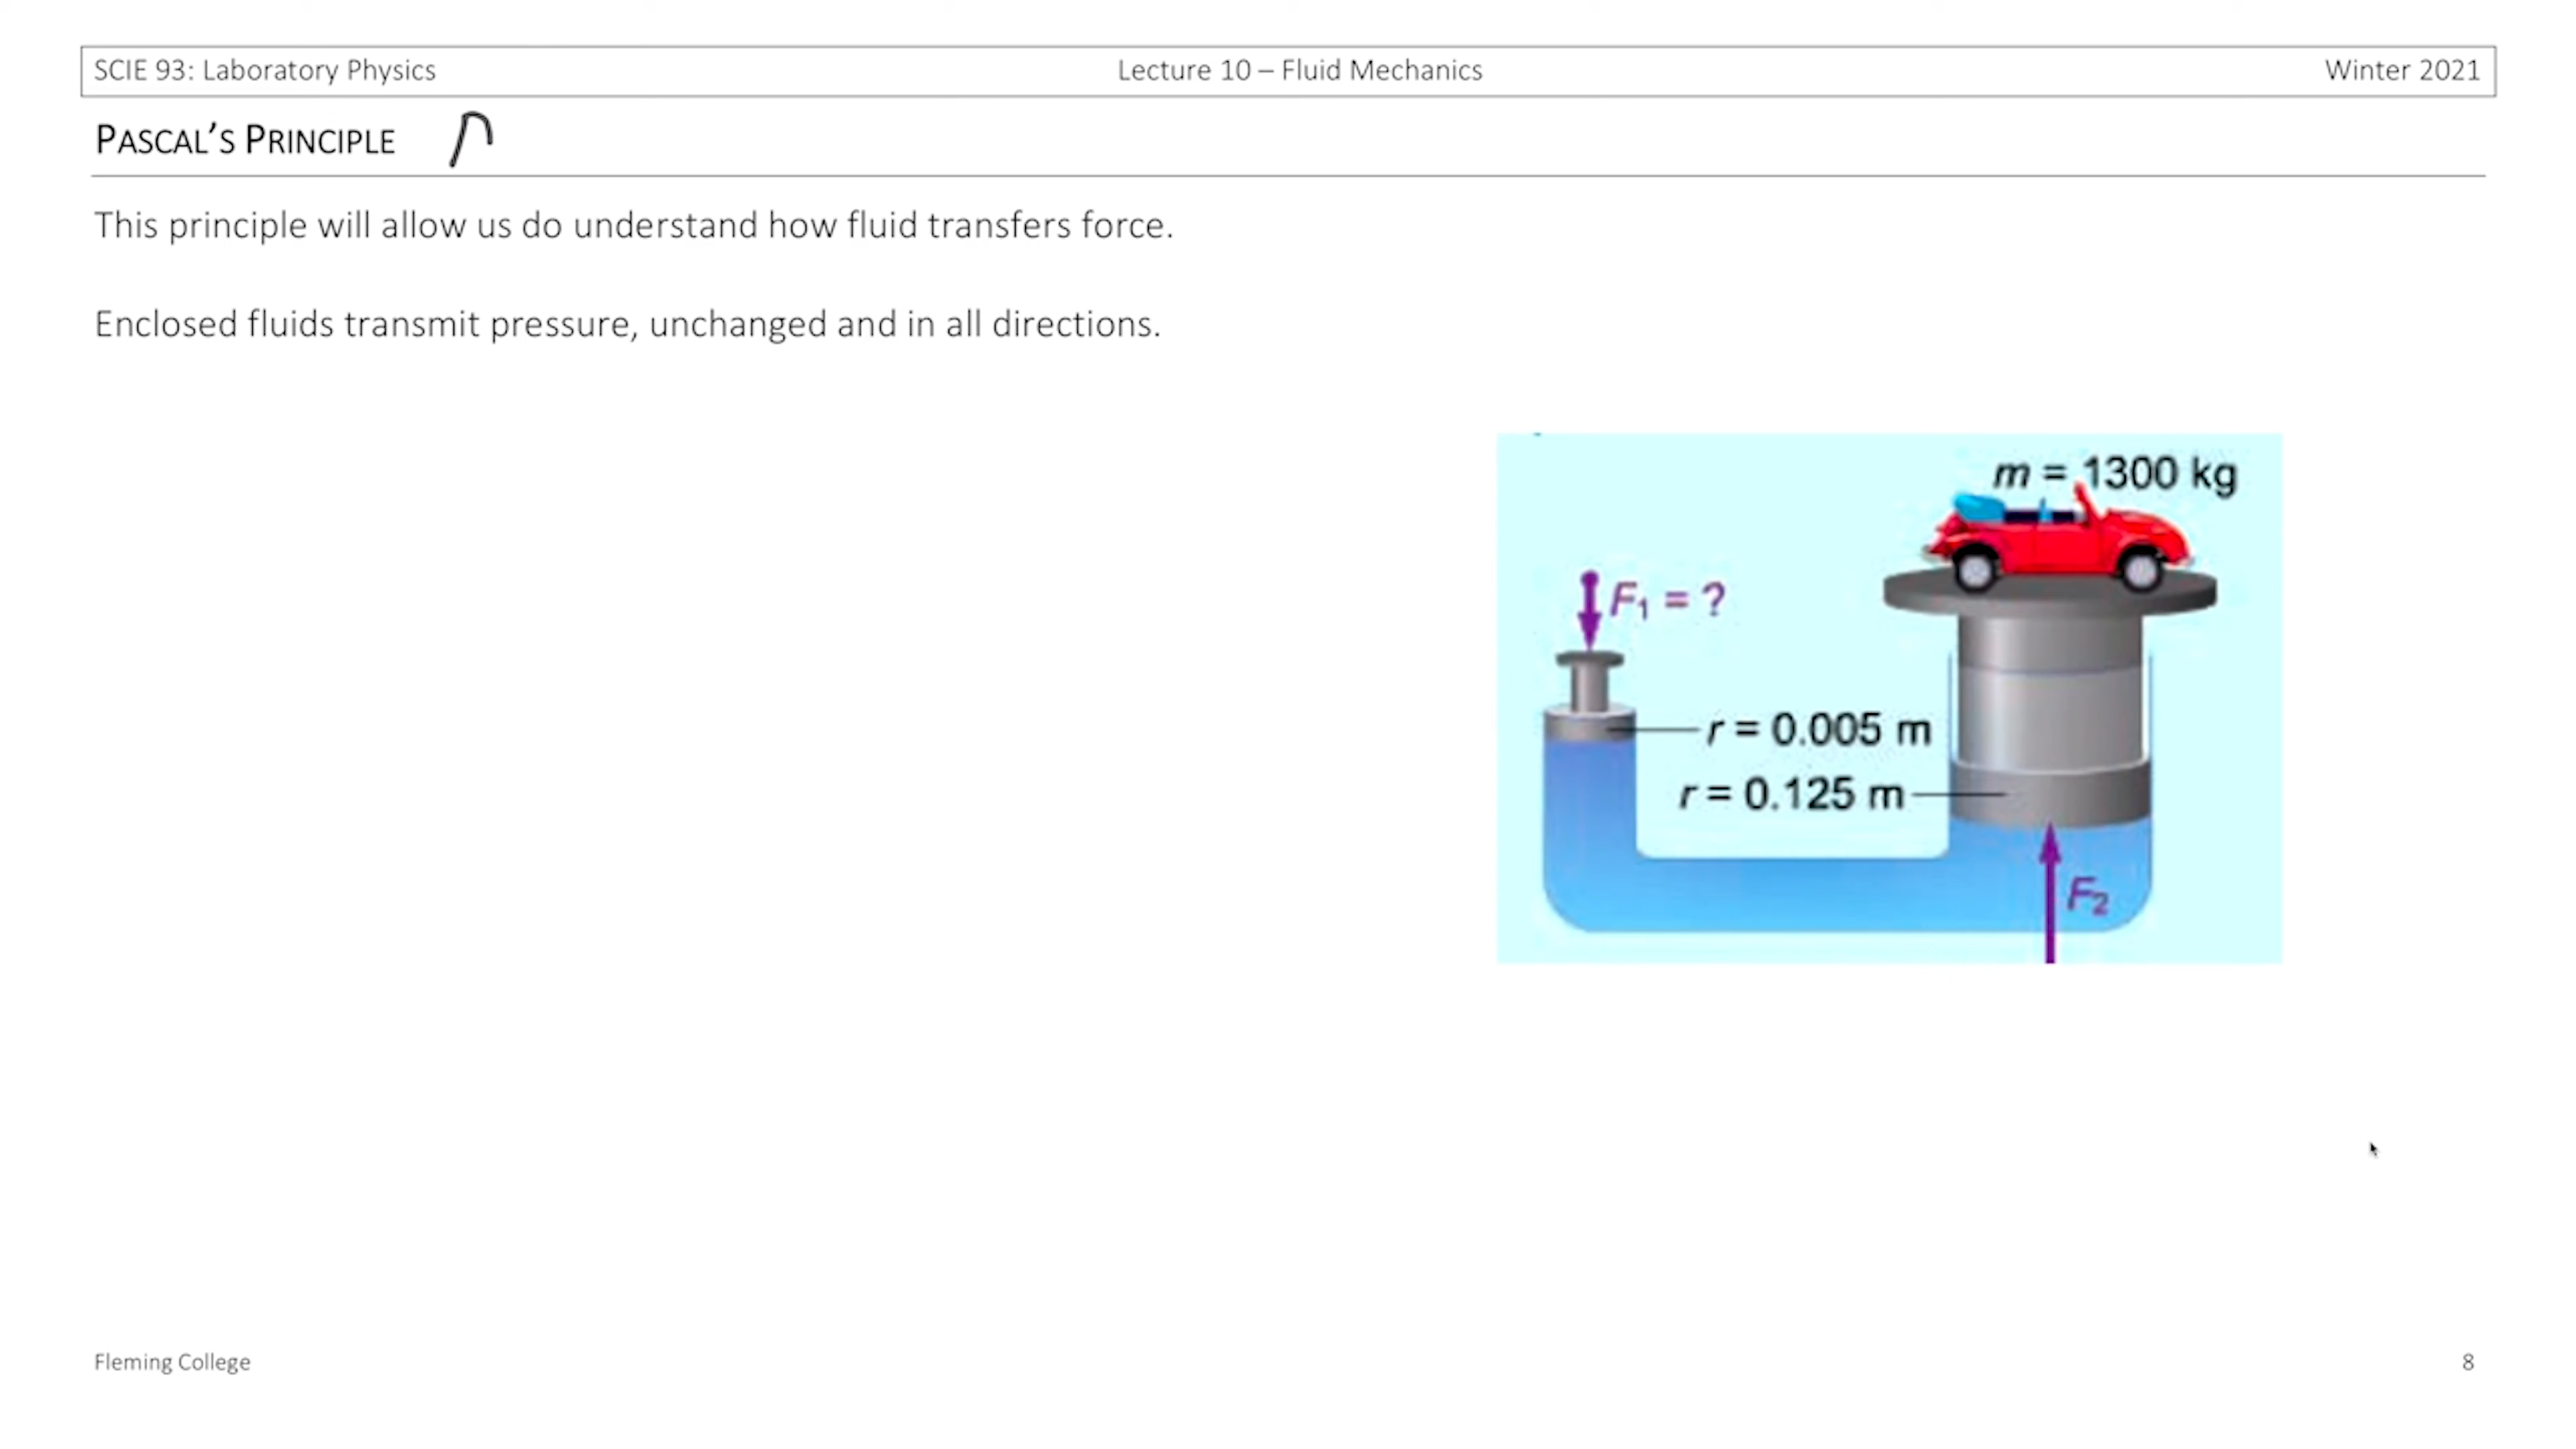 SCIE 93: Laboratory Physics Lecture 10 – Fluid Mechanics Winter 2021
PASCAL'S PRINCIPLE
This principle will allow us do understand how fluid transfers force.
Enclosed fluids transmit pressure, unchanged and in all directions.
m = 1300 kg
F₁ = ?
r = 0.005 m
r = 0.125 m
F₂
Fleming College 8